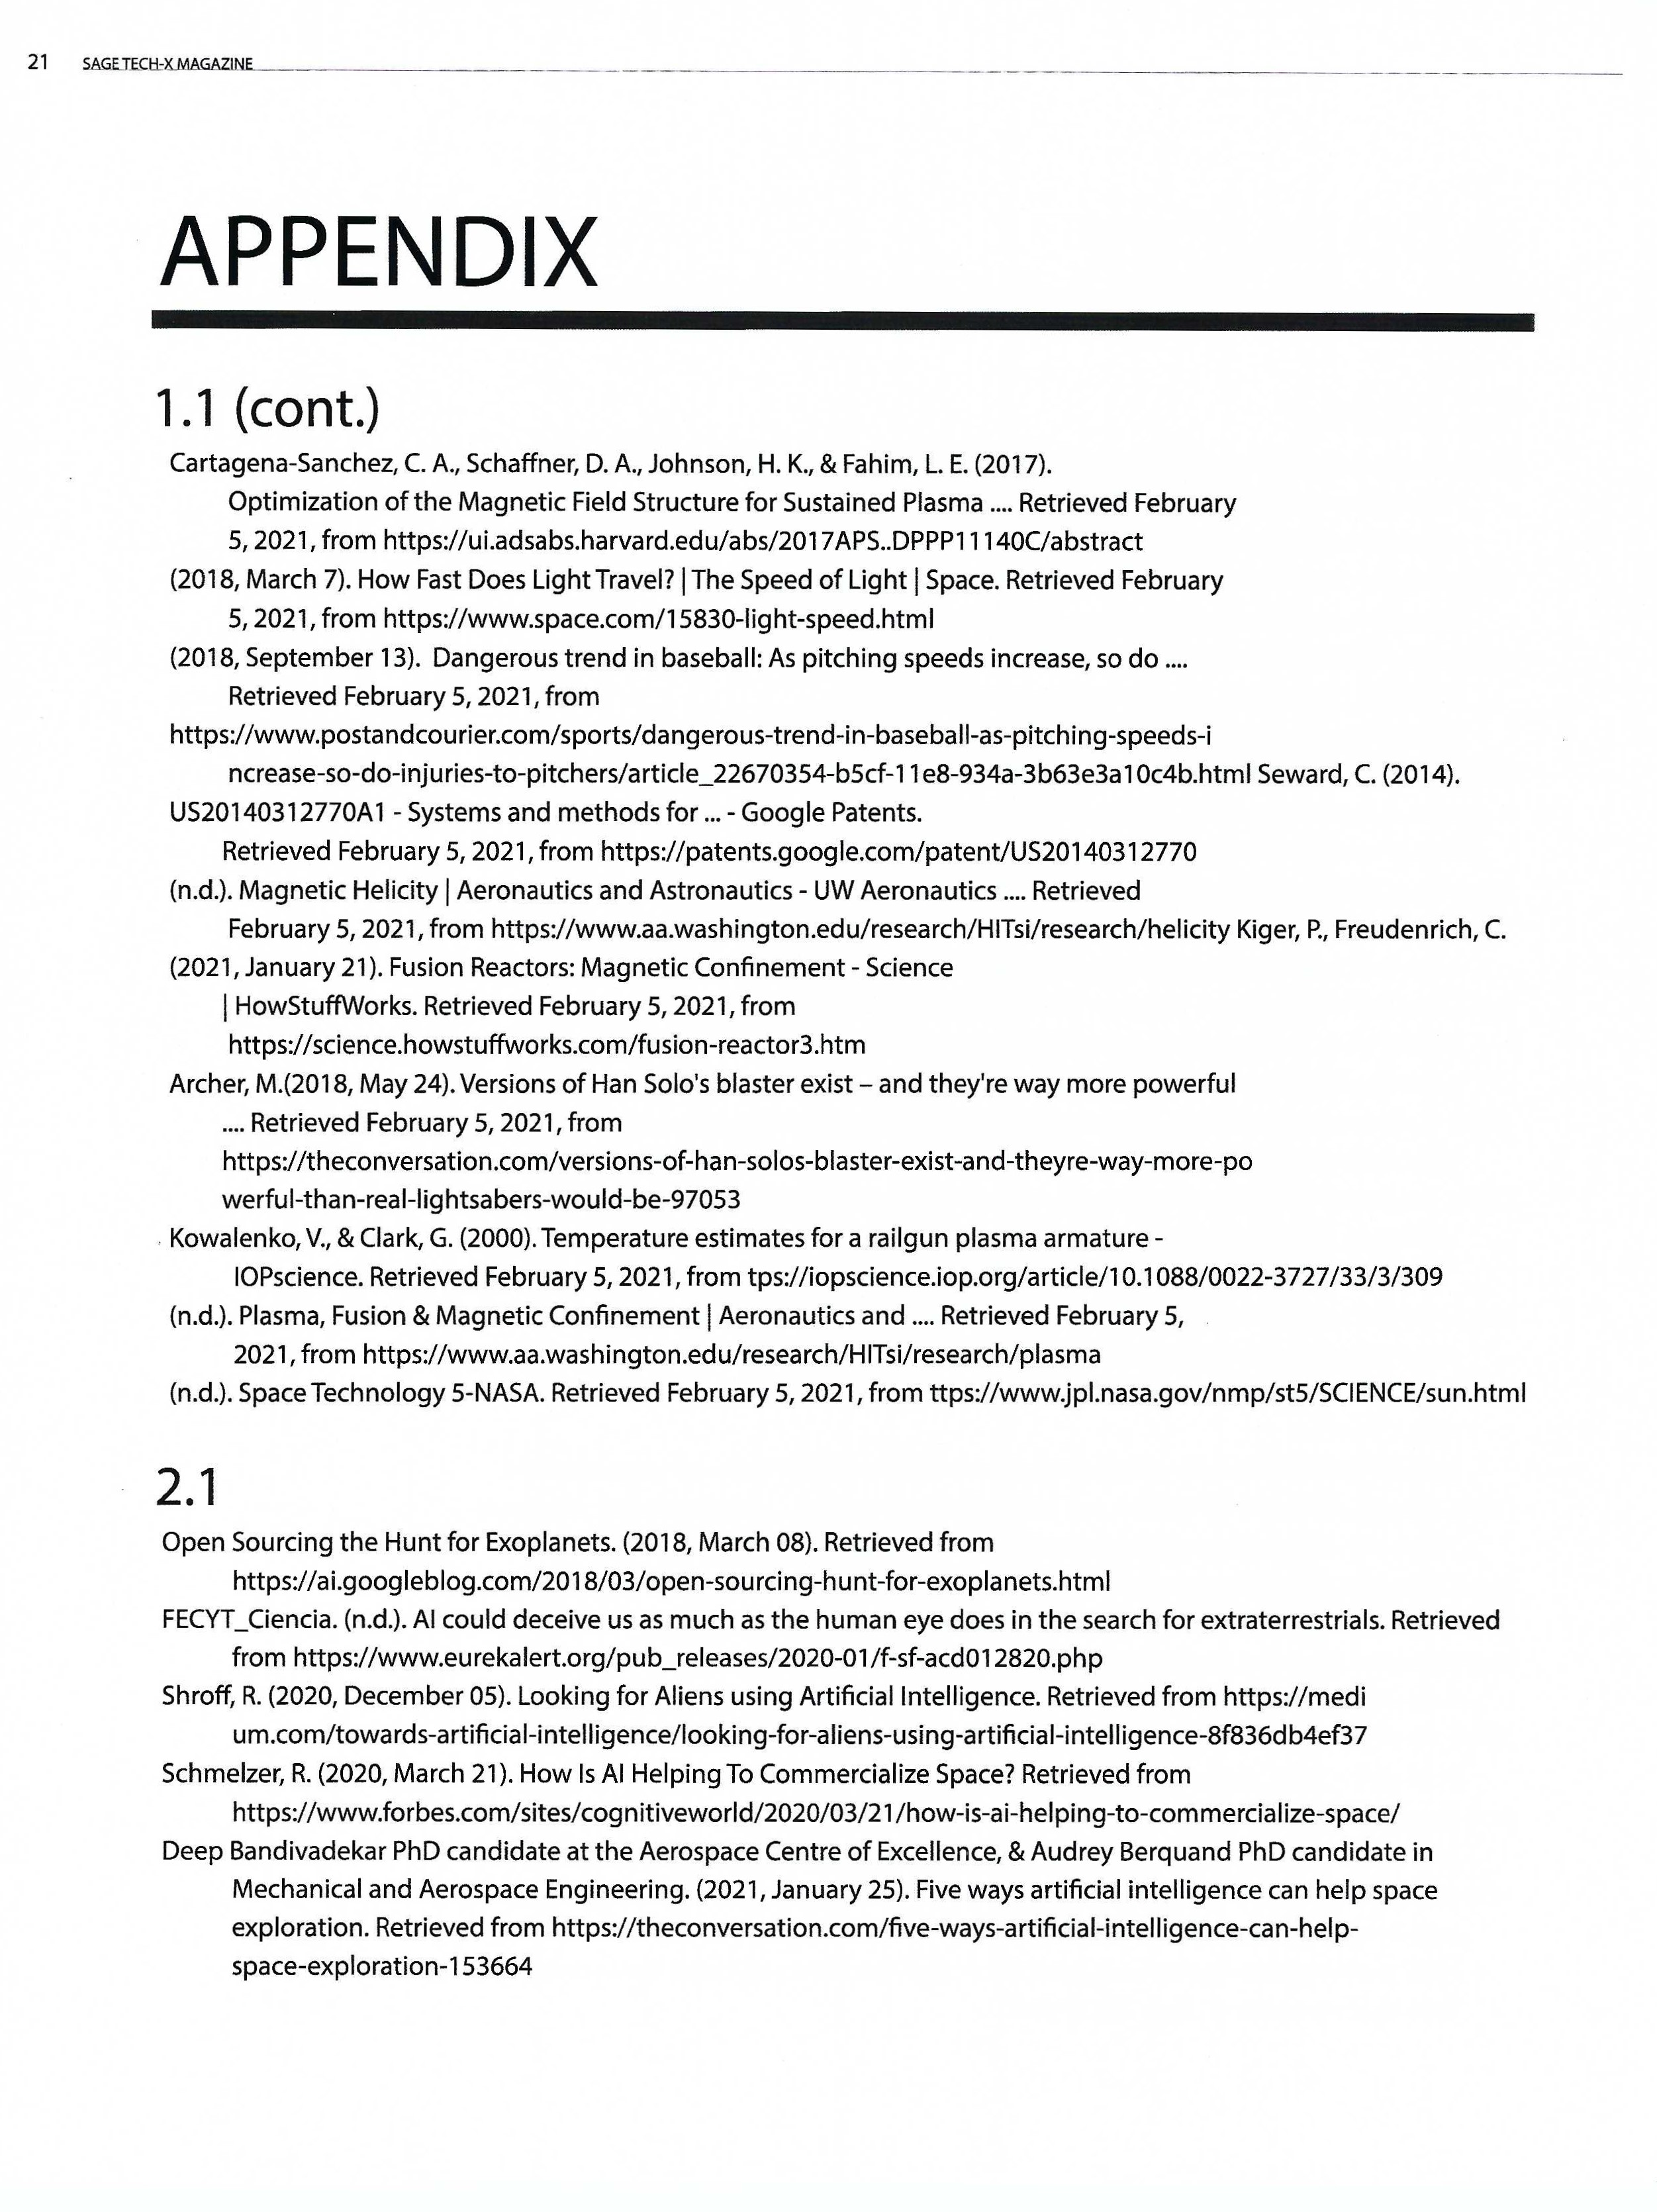 21 SAGE TECH-X MAGAZINE
APPENDIX
1.1 (cont.)
Cartagena-Sanchez, C. A., Schaffner, D. A., Johnson, H. K., & Fahim, L. E. (2017).
Optimization of the Magnetic Field Structure for Sustained Plasma .... Retrieved February
5, 2021, from https://ui.adsabs.harvard.edu/abs/2017APS..DPPP11140C/abstract
(2018, March 7). How Fast Does Light Travel? | The Speed of Light | Space. Retrieved February
5, 2021, from https://www.space.com/15830-light-speed.html
(2018, September 13). Dangerous trend in baseball: As pitching speeds increase, so do ....
Retrieved February 5, 2021, from
https://www.postandcourier.com/sports/dangerous-trend-in-baseball-as-pitching-speeds-i
ncrease-so-do-injuries-to-pitchers/article_22670354-b5cf-11e8-934a-3b63e3a10c4b.html Seward, C. (2014).
US20140312770A1 - Systems and methods for ... - Google Patents.
Retrieved February 5, 2021, from https://patents.google.com/patent/US20140312770
(n.d.). Magnetic Helicity | Aeronautics and Astronautics - UW Aeronautics .... Retrieved
February 5, 2021, from https://www.aa.washington.edu/research/HITsi/research/helicity Kiger, P., Freudenrich, C.
(2021, January 21). Fusion Reactors: Magnetic Confinement - Science
| HowStuffWorks. Retrieved February 5, 2021, from
https://science.howstuffworks.com/fusion-reactor3.htm
Archer, M.(2018, May 24). Versions of Han Solo's blaster exist – and they're way more powerful
.... Retrieved February 5, 2021, from
https://theconversation.com/versions-of-han-solos-blaster-exist-and-theyre-way-more-po
werful-than-real-lightsabers-would-be-97053
Kowalenko, V., & Clark, G. (2000). Temperature estimates for a railgun plasma armature -
IOPscience. Retrieved February 5, 2021, from tps://iopscience.iop.org/article/10.1088/0022-3727/33/3/309
(n.d.). Plasma, Fusion & Magnetic Confinement | Aeronautics and .... Retrieved February 5,
2021, from https://www.aa.washington.edu/research/HITsi/research/plasma
(n.d.). Space Technology 5-NASA. Retrieved February 5, 2021, from ttps://www.jpl.nasa.gov/nmp/st5/SCIENCE/sun.html
2.1
Open Sourcing the Hunt for Exoplanets. (2018, March 08). Retrieved from
https://ai.googleblog.com/2018/03/open-sourcing-hunt-for-exoplanets.html
FECYT_Ciencia. (n.d.). AI could deceive us as much as the human eye does in the search for extraterrestrials. Retrieved
from https://www.eurekalert.org/pub_releases/2020-01/f-sf-acd012820.php
Shroff, R. (2020, December 05). Looking for Aliens using Artificial Intelligence. Retrieved from https://medi
um.com/towards-artificial-intelligence/looking-for-aliens-using-artificial-intelligence-8f836db4ef37
Schmelzer, R. (2020, March 21). How Is AI Helping To Commercialize Space? Retrieved from
https://www.forbes.com/sites/cognitiveworld/2020/03/21/how-is-ai-helping-to-commercialize-space/
Deep Bandivadekar PhD candidate at the Aerospace Centre of Excellence, & Audrey Berquand PhD candidate in
Mechanical and Aerospace Engineering. (2021, January 25). Five ways artificial intelligence can help space
exploration. Retrieved from https://theconversation.com/five-ways-artificial-intelligence-can-help-
space-exploration-153664